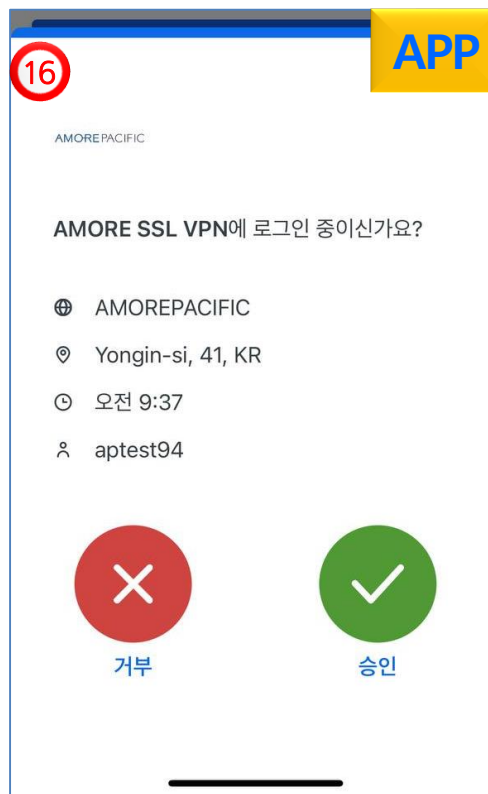 APP
16
AMOREPACIFIC
AMORE SSL VPN에 로그인 중이신가요?
AMOREPACIFIC
Yongin-si, 41, KR
오전 9:37
aptest94
거부
승인